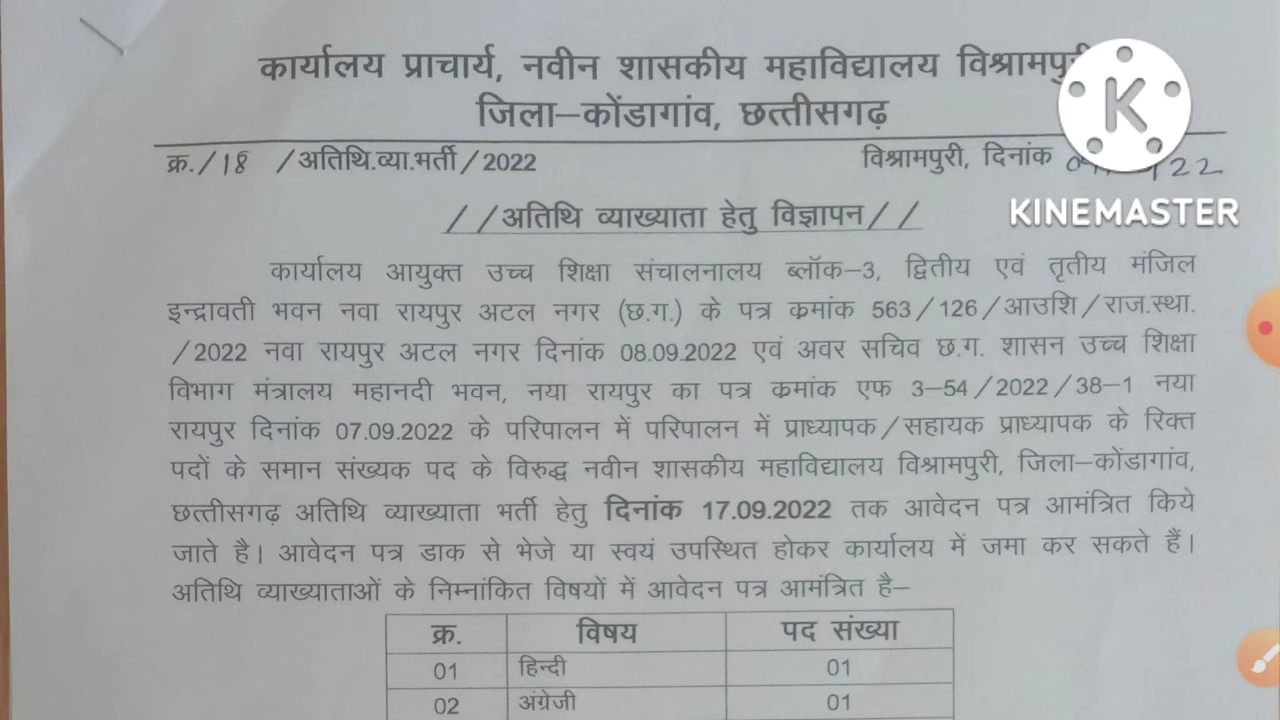 कार्यालय प्राचार्य, नवीन शासकीय महाविद्यालय
जिला–कोंडागांव, छत्तीसगढ़
क्र./18 /अतिथि.व्या.भर्ती/2022
विश्रामपुरी, दिनांक
K
KINEMASTER
//अतिथि व्याख्याता हेतु विज्ञापन//
कार्यालय आयुक्त उच्च शिक्षा संचालनालय ब्लॉक–3, द्वितीय एवं तृतीय मंजिल
इन्द्रावती भवन नवा रायपुर अटल नगर (छ.ग.) के पत्र कमांक 563/126/आउशि/राज.स्था.
/2022 नवा रायपुर अटल नगर दिनांक 08.09.2022 एवं अवर सचिव छ.ग. शासन उच्च शिक्षा
विभाग मंत्रालय महानदी भवन, नया रायपुर का पत्र कमांक एफ 3–54/2022/38–1 नया
रायपुर दिनांक 07.09.2022 के परिपालन में परिपालन में प्राध्यापक/सहायक प्राध्यापक के रिक्त
पदों के समान संख्यक पद के विरुद्ध नवीन शासकीय महाविद्यालय विश्रामपुरी, जिला–कोंडागांव,
छत्तीसगढ़ अतिथि व्याख्याता भर्ती हेतु दिनांक 17.09.2022 तक आवेदन पत्र आमंत्रित किये
जाते है। आवेदन पत्र डाक से भेजे या स्वयं उपस्थित होकर कार्यालय में जमा कर सकते हैं।
अतिथि व्याख्याताओं के निम्नांकित विषयों में आवेदन पत्र आमंत्रित है–
क्र. विषय पद संख्या
01 हिन्दी 01
02 अंग्रेजी 01